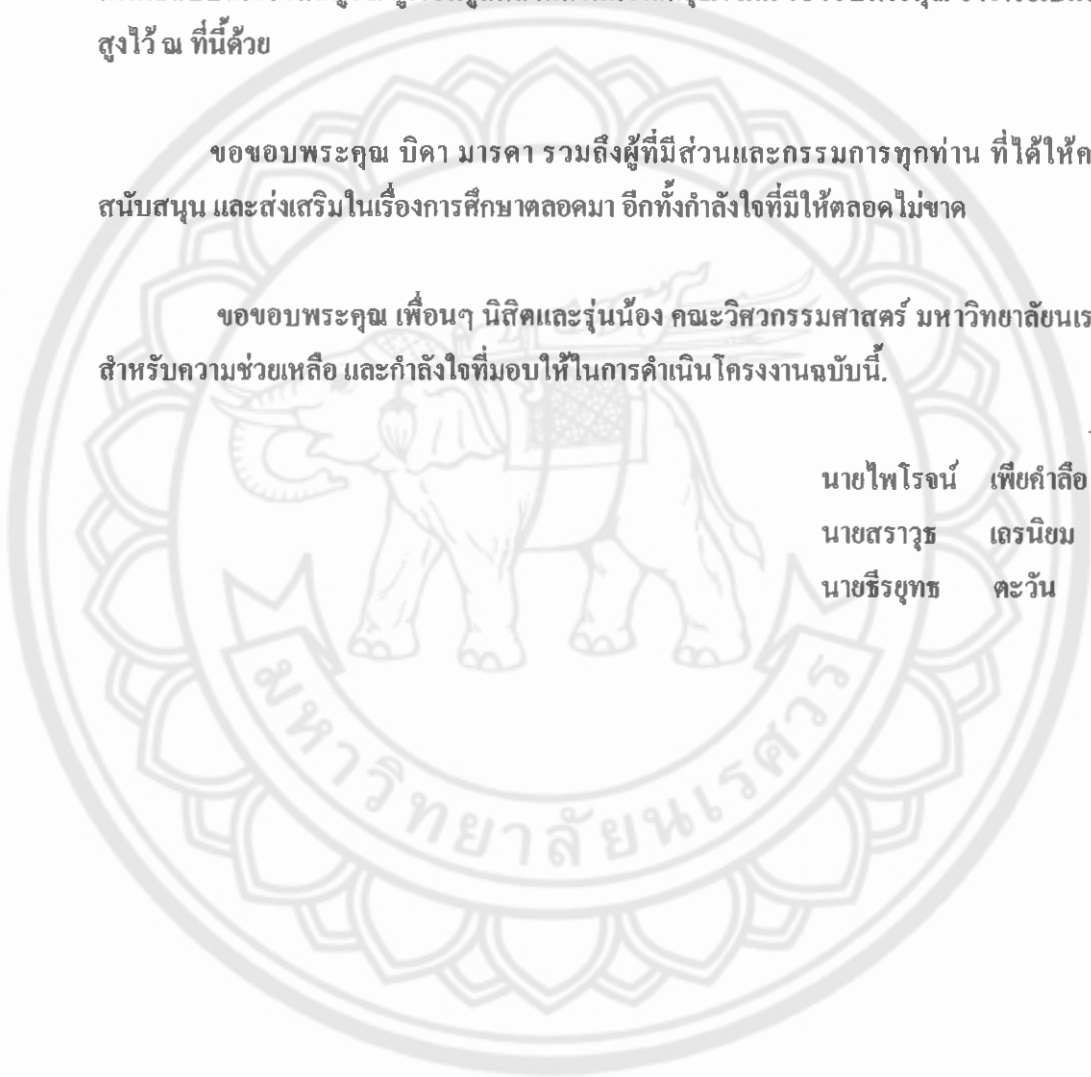 สูงไว้ ณ ที่นี้ด้วย
ขอขอบพระคุณ บิดา มารดา รวมถึงผู้ที่มีส่วนและกรรมการทุกท่าน ที่ได้ให้ค
สนับสนุน และส่งเสริมในเรื่องการศึกษาตลอดมา อีกทั้งกำลังใจที่มีให้ตลอดไม่ขาด
ขอขอบพระคุณ เพื่อนๆ นิสิตและรุ่นน้อง คณะวิศวกรรมศาสตร์ มหาวิทยาลัยนเร
สำหรับความช่วยเหลือ และกำลังใจที่มอบให้ในการดำเนินโครงงานฉบับนี้.
นายไพโรจน์ เพียคำลือ
นายสราวุธ เถรนิยม
นายธีรยุทธ ตะวัน
มหาวิทยาลัยนเรศวร